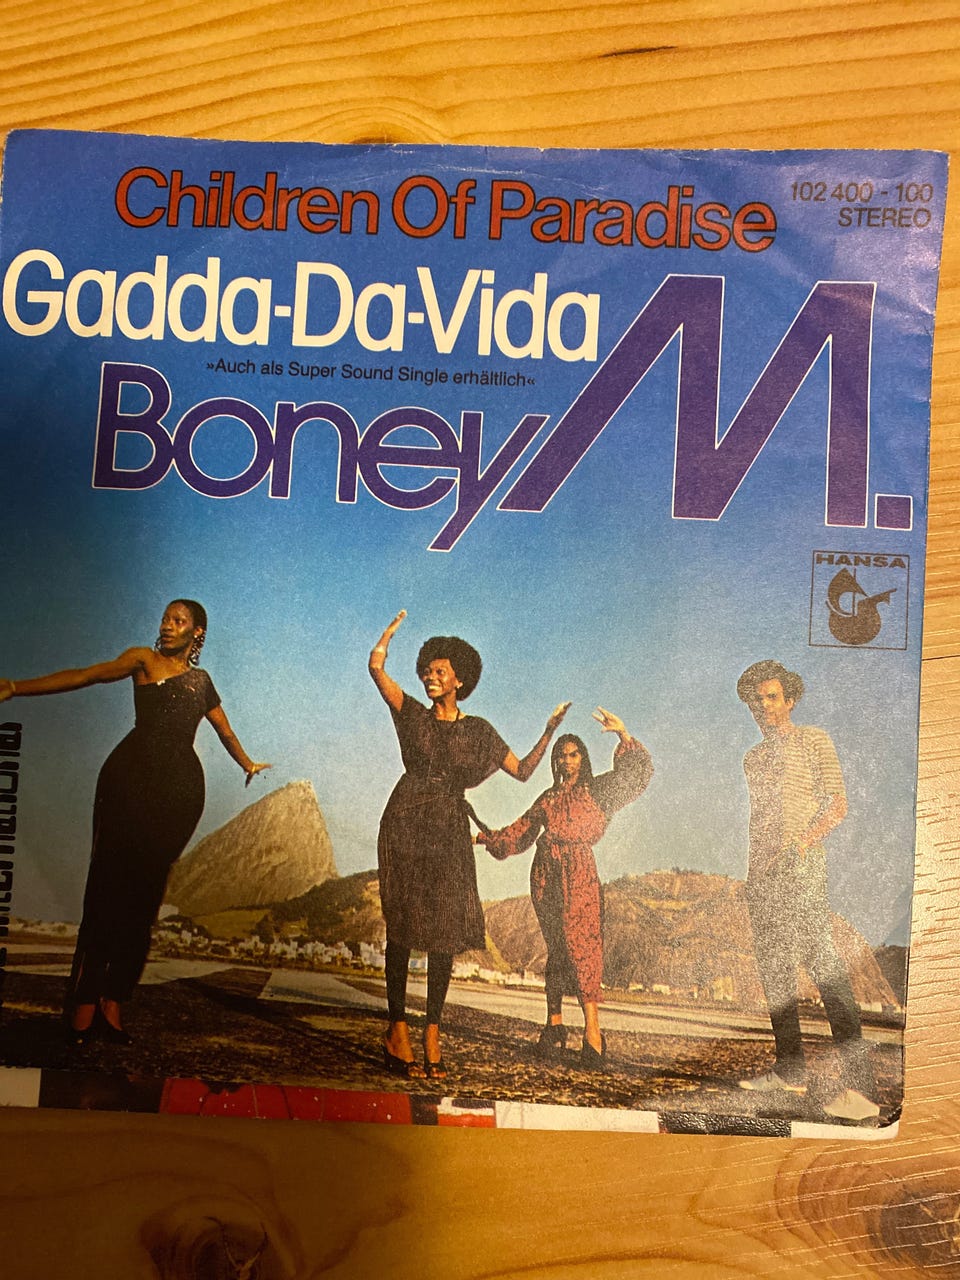 Children Of Paradise
102 400 - 100
STEREO
Gadda-Da-Vida
»Auch als Super Sound Single erhältlich«
Boney M.
HANSA